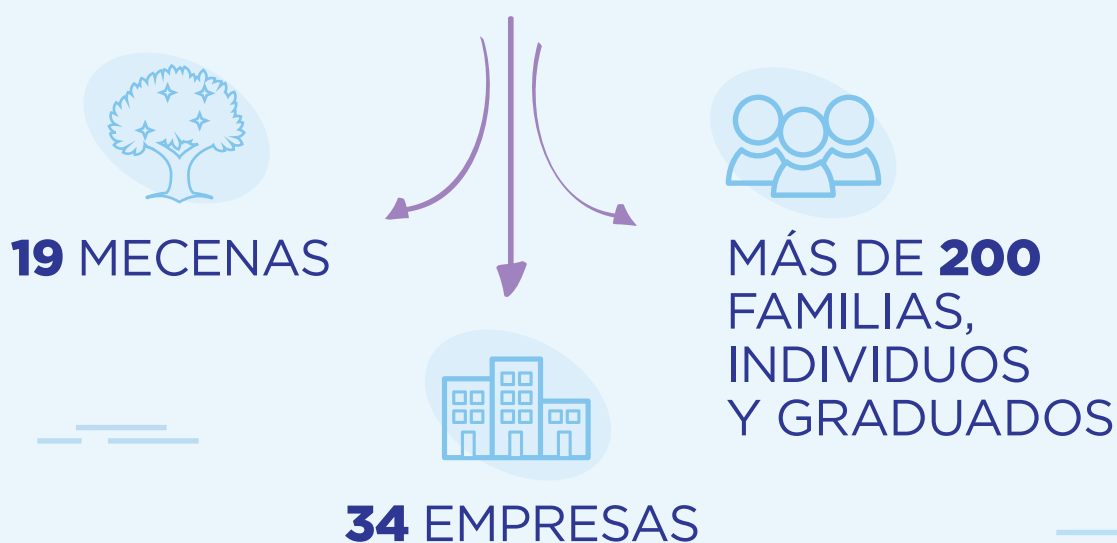 19 MECENAS
MÁS DE 200
FAMILIAS,
INDIVIDUOS
Y GRADUADOS
34 EMPRESAS